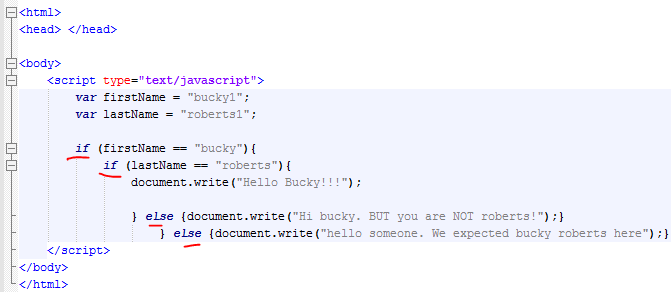 <html>
<head> </head>
<body>
<script type="text/javascript">
var firstName = "bucky1";
var lastName = "roberts1";
if (firstName == "bucky"){
if (lastName == "roberts"){
document.write("Hello Bucky!!!");
} else {document.write("Hi bucky. BUT you are NOT roberts!");}
} else {document.write("hello someone. We expected bucky roberts here");}
</script>
</body>
</html>